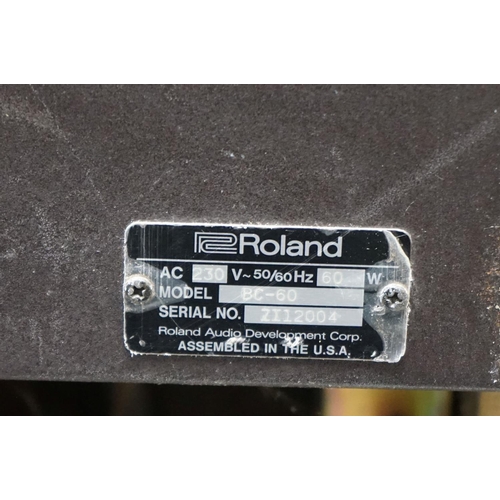 Roland
AC 230 V~50/60Hz 60 W
MODEL BC-60
SERIAL NO. ZI12004
Roland Audio Development Corp.
ASSEMBLED IN THE U.S.A.